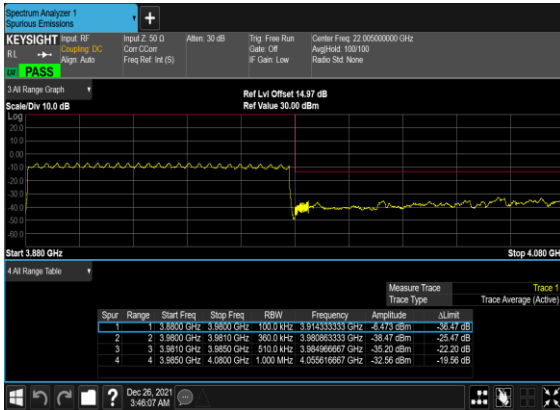 Spectrum Analyzer 1
Spurious Emissions
KEYSIGHT
RL
LXI
PASS
Input: RF
Coupling: DC
Align: Auto
Input Z: 50 Ω
Corr CCorr
Freq Ref: Int (S)
Atten: 30 dB
Trig: Free Run
Gate: Off
IF Gain: Low
Center Freq: 22.005000000 GHz
Avg|Hold: 100/100
Radio Std: None
3 All Range Graph
Scale/Div 10.0 dB
Ref Lvl Offset 14.97 dB
Ref Value 30.00 dBm
Log
20.0
10.0
0.00
-10.0
-20.0
-30.0
-40.0
-50.0
-60.0
Start 3.880 GHz
Stop 4.080 GH
4 All Range Table
Measure Trace Trace 1
Trace Type Trace Average (Active)
Spur Range Start Freq Stop Freq RBW Frequency Amplitude ΔLimit
1 1 3.8800 GHz 3.9800 GHz 100.0 kHz 3.914333333 GHz -6.473 dBm -36.47 dB
2 2 3.9800 GHz 3.9810 GHz 360.0 kHz 3.980863333 GHz -38.47 dBm -25.47 dB
3 3 3.9810 GHz 3.9850 GHz 510.0 kHz 3.984966667 GHz -35.20 dBm -22.20 dB
4 4 3.9850 GHz 4.0800 GHz 1.000 MHz 4.055616667 GHz -32.56 dBm -19.56 dB
?
Dec 26, 2021
3:46:07 AM